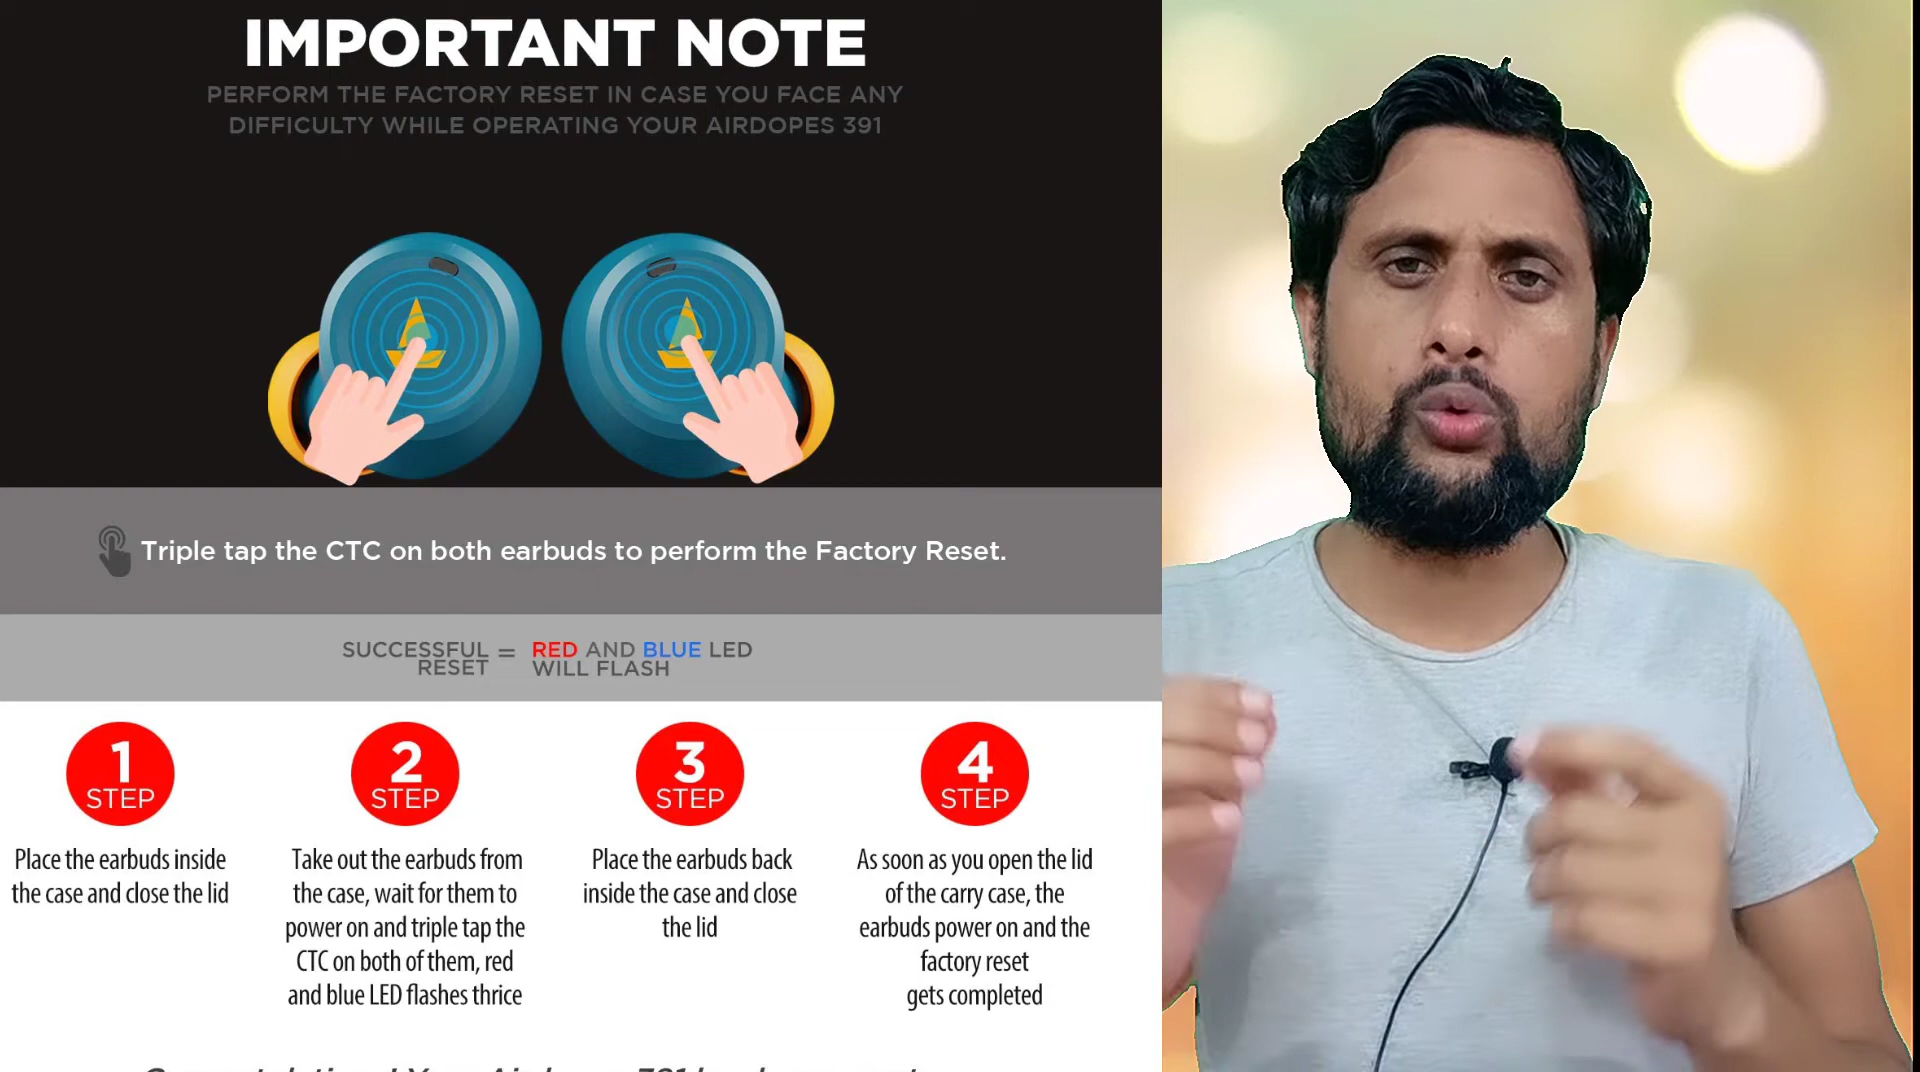 IMPORTANT NOTE
PERFORM THE FACTORY RESET IN CASE YOU FACE ANY
DIFFICULTY WHILE OPERATING YOUR AIRDOPES 391
Triple tap the CTC on both earbuds to perform the Factory Reset.
SUCCESSFUL
RESET
=
RED AND BLUE LED
WILL FLASH
1
STEP
Place the earbuds inside
the case and close the lid
2
STEP
Take out the earbuds from
the case, wait for them to
power on and triple tap the
CTC on both of them, red
and blue LED flashes thrice
3
STEP
Place the earbuds back
inside the case and close
the lid
4
STEP
As soon as you open the lid
of the carry case, the
earbuds power on and the
factory reset
gets completed